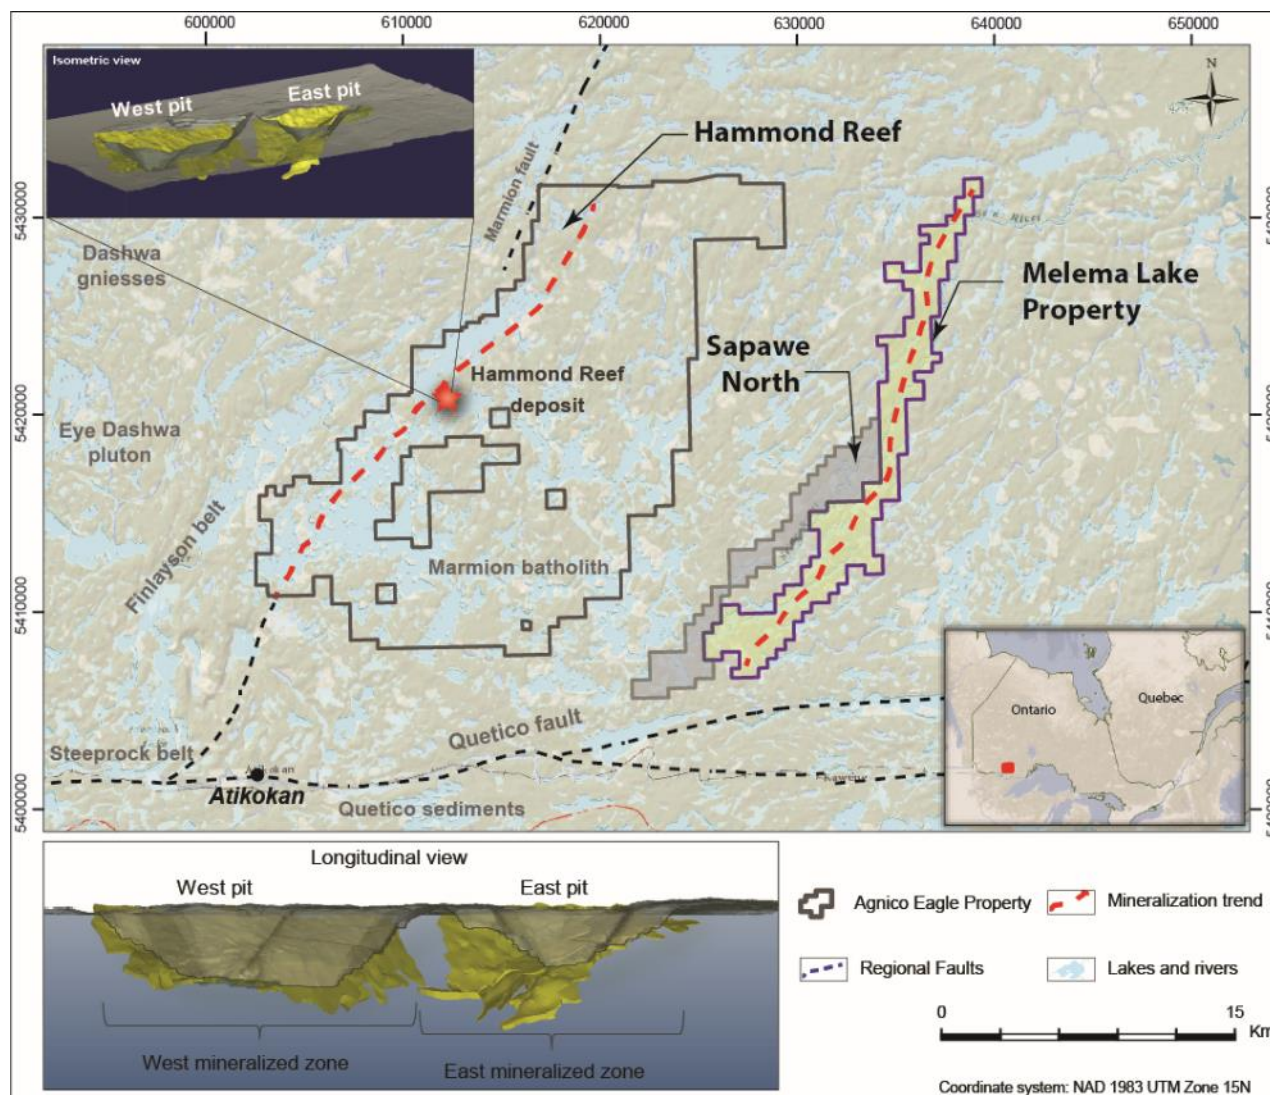 600000
610000
620000
630000
640000
650000
Isometric view
West pit
East pit
N
Hammond Reef
Marmion fault
5430000
Dashwa
gniesses
Melema Lake
Property
Sapawe
North
Hammond Reef
deposit
5420000
Eye Dashwa
pluton
Finlayson belt
Marmion batholith
5410000
Quetico fault
Steeprock belt
Atikokan
Quetico sediments
5400000
Ontario
Quebec
Longitudinal view
West pit
East pit
West mineralized zone
East mineralized zone
Agnico Eagle Property
Mineralization trend
Regional Faults
Lakes and rivers
0
15
Km
Coordinate system: NAD 1983 UTM Zone 15N